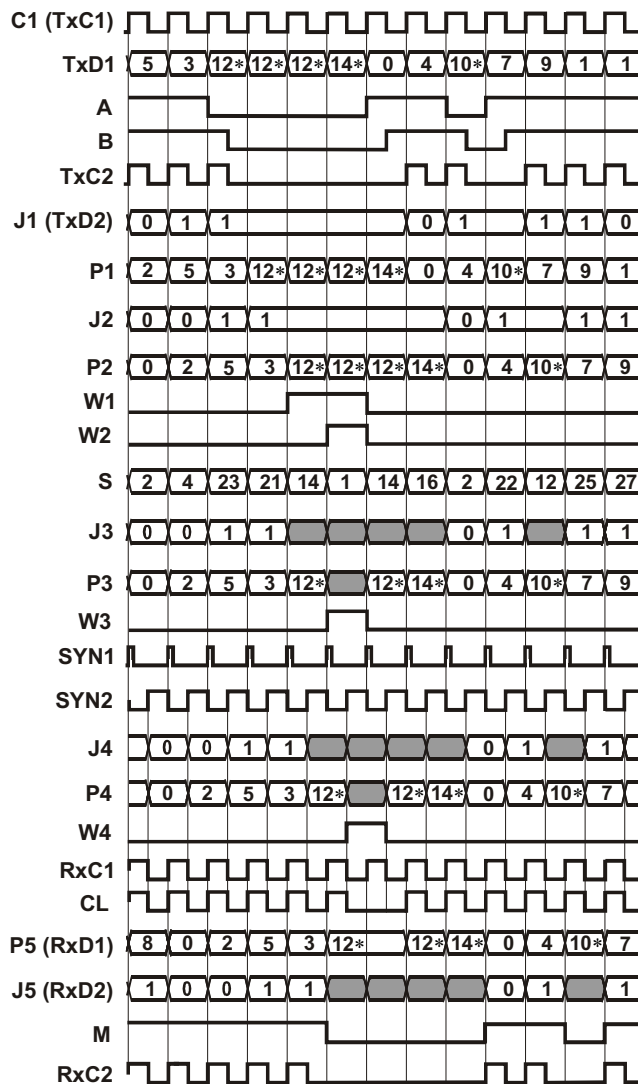 C1 (TxC1)
TxD1 5 3 12* 12* 12* 14* 0 4 10* 7 9 1 1
A
B
TxC2
J1 (TxD2) 0 1 1 0 1 1 1 0
P1 2 5 3 12* 12* 12* 14* 0 4 10* 7 9 1
J2 0 0 1 1 0 1 1 1
P2 0 2 5 3 12* 12* 12* 14* 0 4 10* 7 9
W1
W2
S 2 4 23 21 14 1 14 16 2 22 12 25 27
J3 0 0 1 1 0 1 1 1
P3 0 2 5 3 12* 12* 14* 0 4 10* 7 9
W3
SYN1
SYN2
J4 0 0 1 1 0 1 1
P4 0 2 5 3 12* 12* 14* 0 4 10* 7
W4
RxC1
CL
P5 (RxD1) 8 0 2 5 3 12* 12* 14* 0 4 10* 7
J5 (RxD2) 1 0 0 1 1 0 1 1
M
RxC2